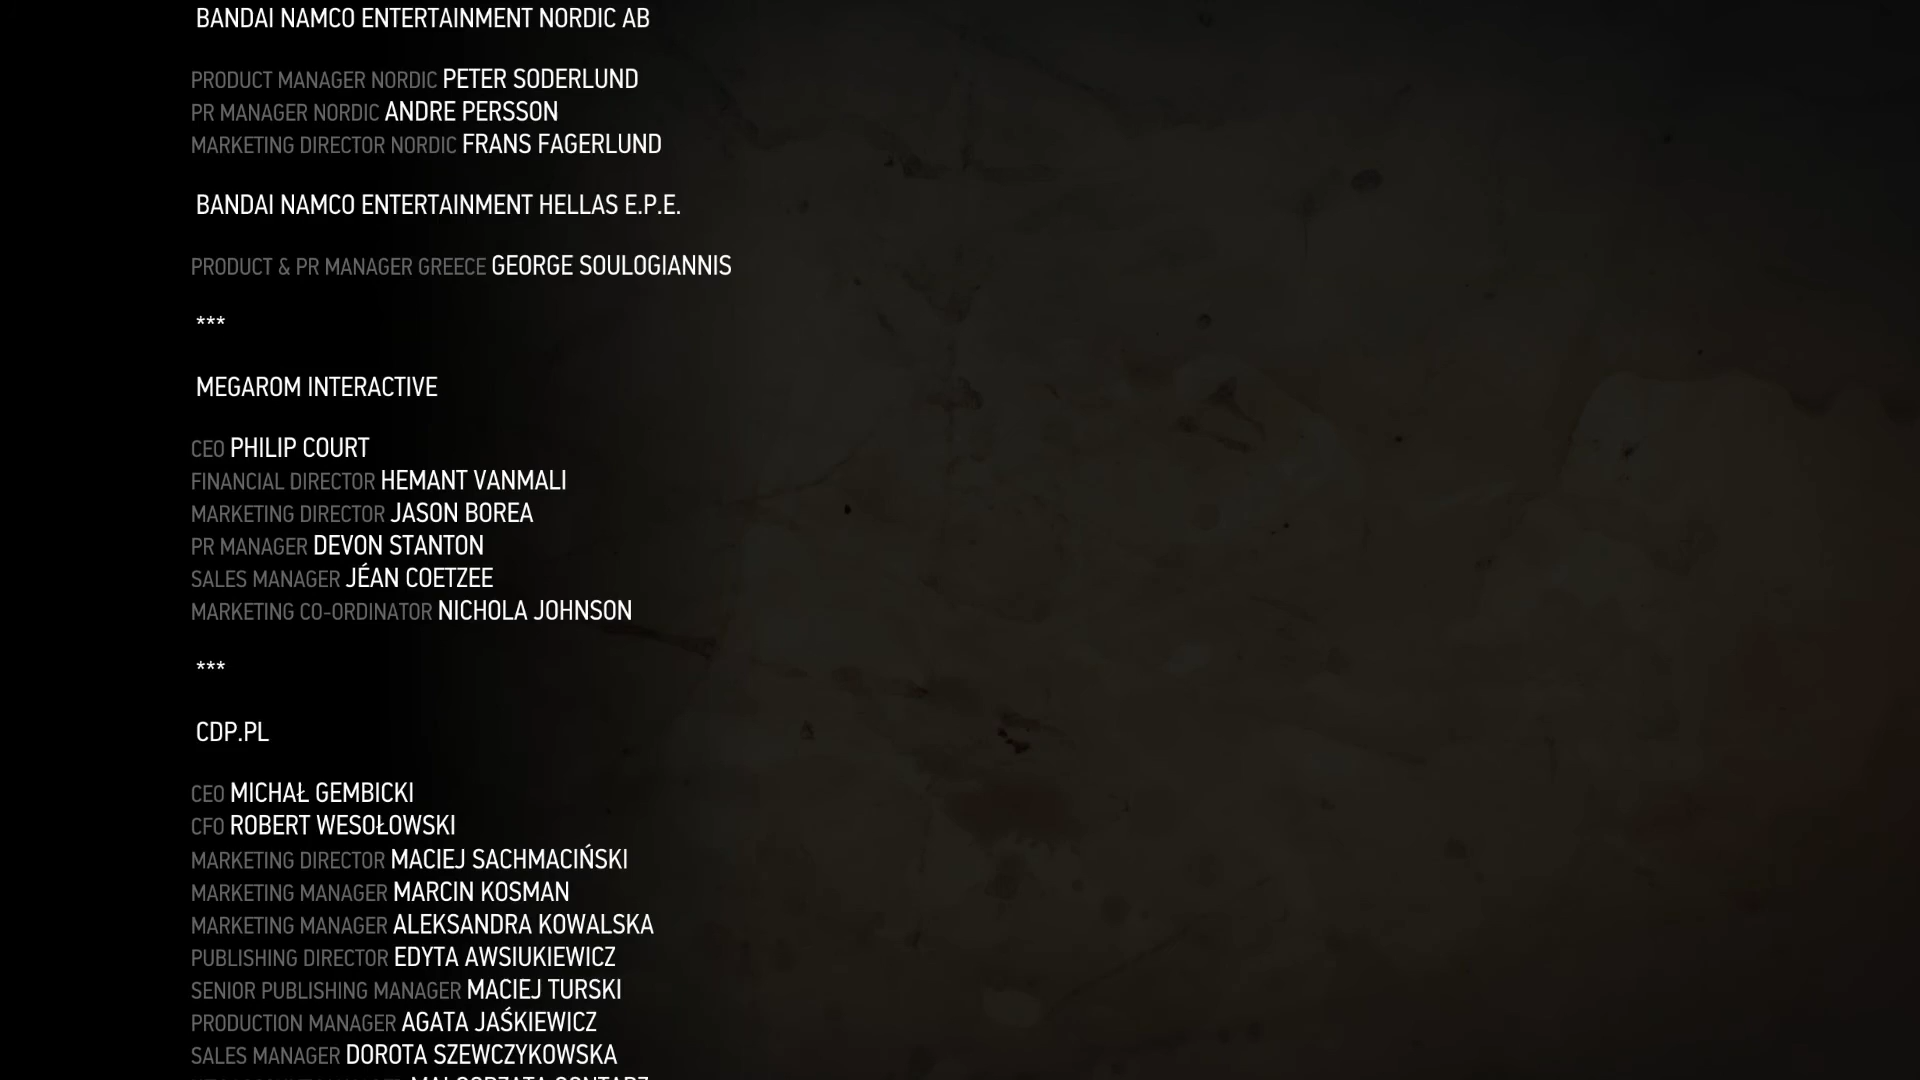 BANDAI NAMCO ENTERTAINMENT NORDIC AB
PRODUCT MANAGER NORDIC PETER SODERLUND
PR MANAGER NORDIC ANDRE PERSSON
MARKETING DIRECTOR NORDIC FRANS FAGERLUND
BANDAI NAMCO ENTERTAINMENT HELLAS E.P.E.
PRODUCT & PR MANAGER GREECE GEORGE SOULOGIANNIS
***
MEGAROM INTERACTIVE
CEO PHILIP COURT
FINANCIAL DIRECTOR HEMANT VANMALI
MARKETING DIRECTOR JASON BOREA
PR MANAGER DEVON STANTON
SALES MANAGER JÉAN COETZEE
MARKETING CO-ORDINATOR NICHOLA JOHNSON
***
CDP.PL
CEO MICHAŁ GEMBICKI
CFO ROBERT WESOŁOWSKI
MARKETING DIRECTOR MACIEJ SACHMACIŃSKI
MARKETING MANAGER MARCIN KOSMAN
MARKETING MANAGER ALEKSANDRA KOWALSKA
PUBLISHING DIRECTOR EDYTA AWSIUKIEWICZ
SENIOR PUBLISHING MANAGER MACIEJ TURSKI
PRODUCTION MANAGER AGATA JAŚKIEWICZ
SALES MANAGER DOROTA SZEWCZYKOWSKA